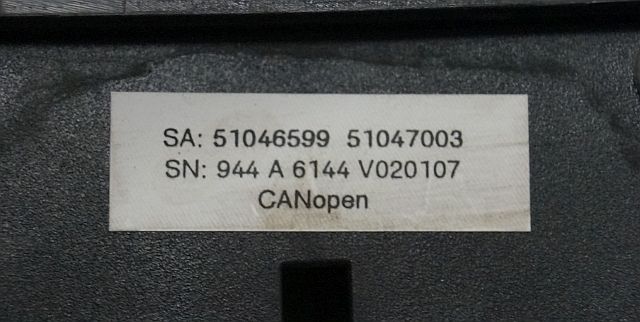 SA: 51046599 51047003
SN: 944 A 6144 V020107
CANopen